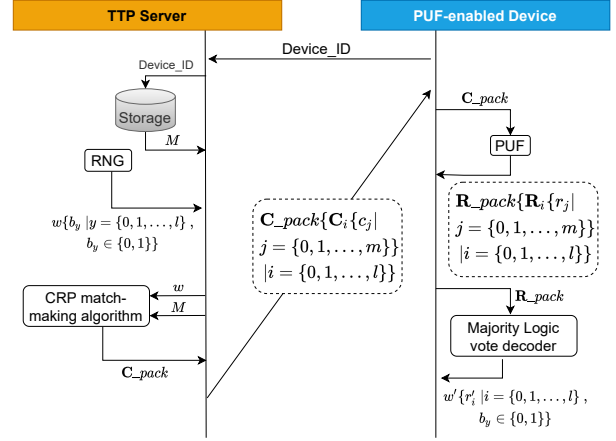 TTP Server
PUF-enabled Device
Device_ID
Device_ID
Storage
M
RNG
w{b_y |y = {0, 1, . . . , l} ,
b_y ∈ {0, 1}}
C_pack
PUF
C_pack{C_i{c_j|
j = {0, 1, . . . , m}}
|i = {0, 1, . . . , l}}
R_pack{R_i{r_j|
j = {0, 1, . . . , m}}
|i = {0, 1, . . . , l}}
w
M
CRP match-
making algorithm
C_pack
R_pack
Majority Logic
vote decoder
w′{r′_i |i = {0, 1, . . . , l} ,
b_y ∈ {0, 1}}